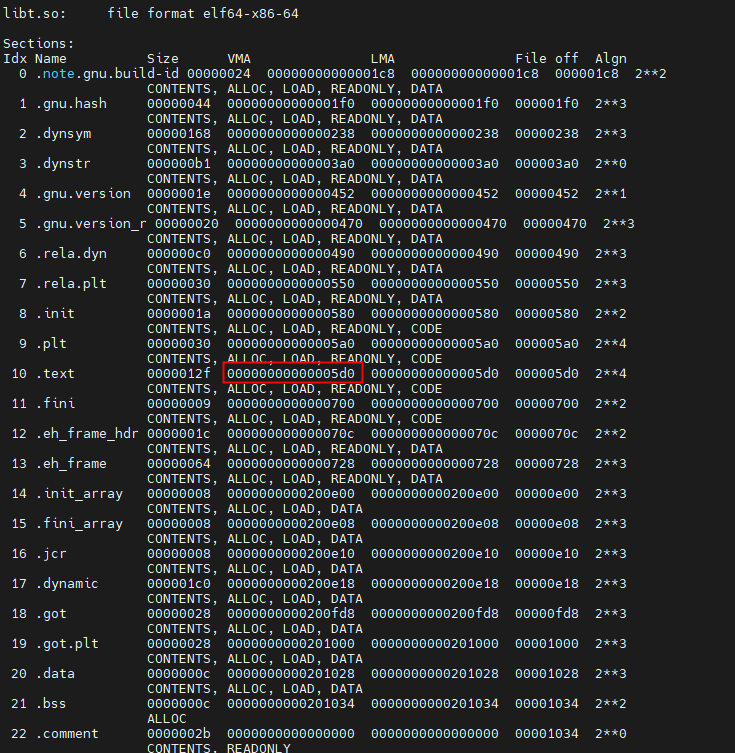 libt.so:     file format elf64-x86-64

Sections:
Idx Name          Size      VMA               LMA               File off  Algn
  0 .note.gnu.build-id 00000024  00000000000001c8  00000000000001c8  000001c8  2**2
                  CONTENTS, ALLOC, LOAD, READONLY, DATA
  1 .gnu.hash     00000044  00000000000001f0  00000000000001f0  000001f0  2**3
                  CONTENTS, ALLOC, LOAD, READONLY, DATA
  2 .dynsym       00000168  0000000000000238  0000000000000238  00000238  2**3
                  CONTENTS, ALLOC, LOAD, READONLY, DATA
  3 .dynstr       000000b1  00000000000003a0  00000000000003a0  000003a0  2**0
                  CONTENTS, ALLOC, LOAD, READONLY, DATA
  4 .gnu.version  0000001e  0000000000000452  0000000000000452  00000452  2**1
                  CONTENTS, ALLOC, LOAD, READONLY, DATA
  5 .gnu.version_r 00000020  0000000000000470  0000000000000470  00000470  2**3
                  CONTENTS, ALLOC, LOAD, READONLY, DATA
  6 .rela.dyn     000000c0  0000000000000490  0000000000000490  00000490  2**3
                  CONTENTS, ALLOC, LOAD, READONLY, DATA
  7 .rela.plt     00000030  0000000000000550  0000000000000550  00000550  2**3
                  CONTENTS, ALLOC, LOAD, READONLY, DATA
  8 .init         0000001a  0000000000000580  0000000000000580  00000580  2**2
                  CONTENTS, ALLOC, LOAD, READONLY, CODE
  9 .plt          00000030  00000000000005a0  00000000000005a0  000005a0  2**4
                  CONTENTS, ALLOC, LOAD, READONLY, CODE
 10 .text         0000012f  00000000000005d0  00000000000005d0  000005d0  2**4
                  CONTENTS, ALLOC, LOAD, READONLY, CODE
 11 .fini         00000009  0000000000000700  0000000000000700  00000700  2**2
                  CONTENTS, ALLOC, LOAD, READONLY, CODE
 12 .eh_frame_hdr 0000001c  000000000000070c  000000000000070c  0000070c  2**2
                  CONTENTS, ALLOC, LOAD, READONLY, DATA
 13 .eh_frame     00000064  0000000000000728  0000000000000728  00000728  2**3
                  CONTENTS, ALLOC, LOAD, READONLY, DATA
 14 .init_array   00000008  0000000000200e00  0000000000200e00  00000e00  2**3
                  CONTENTS, ALLOC, LOAD, DATA
 15 .fini_array   00000008  0000000000200e08  0000000000200e08  00000e08  2**3
                  CONTENTS, ALLOC, LOAD, DATA
 16 .jcr          00000008  0000000000200e10  0000000000200e10  00000e10  2**3
                  CONTENTS, ALLOC, LOAD, DATA
 17 .dynamic      000001c0  0000000000200e18  0000000000200e18  00000e18  2**3
                  CONTENTS, ALLOC, LOAD, DATA
 18 .got          00000028  0000000000200fd8  0000000000200fd8  00000fd8  2**3
                  CONTENTS, ALLOC, LOAD, DATA
 19 .got.plt      00000028  0000000000201000  0000000000201000  00001000  2**3
                  CONTENTS, ALLOC, LOAD, DATA
 20 .data         0000000c  0000000000201028  0000000000201028  00001028  2**3
                  CONTENTS, ALLOC, LOAD, DATA
 21 .bss          0000000c  0000000000201034  0000000000201034  00001034  2**2
                  ALLOC
 22 .comment      0000002b  0000000000000000  0000000000000000  00001034  2**0
                  CONTENTS, READONLY